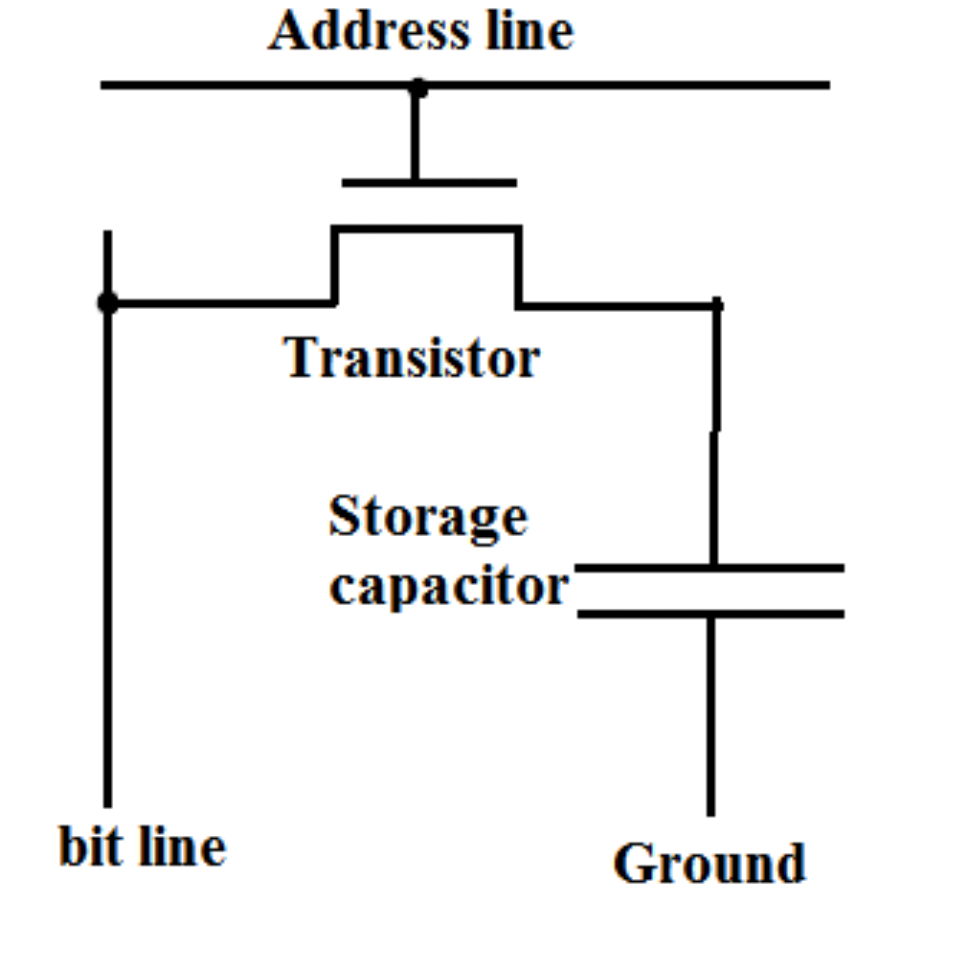 Address line
Transistor
Storage
capacitor
bit line
Ground